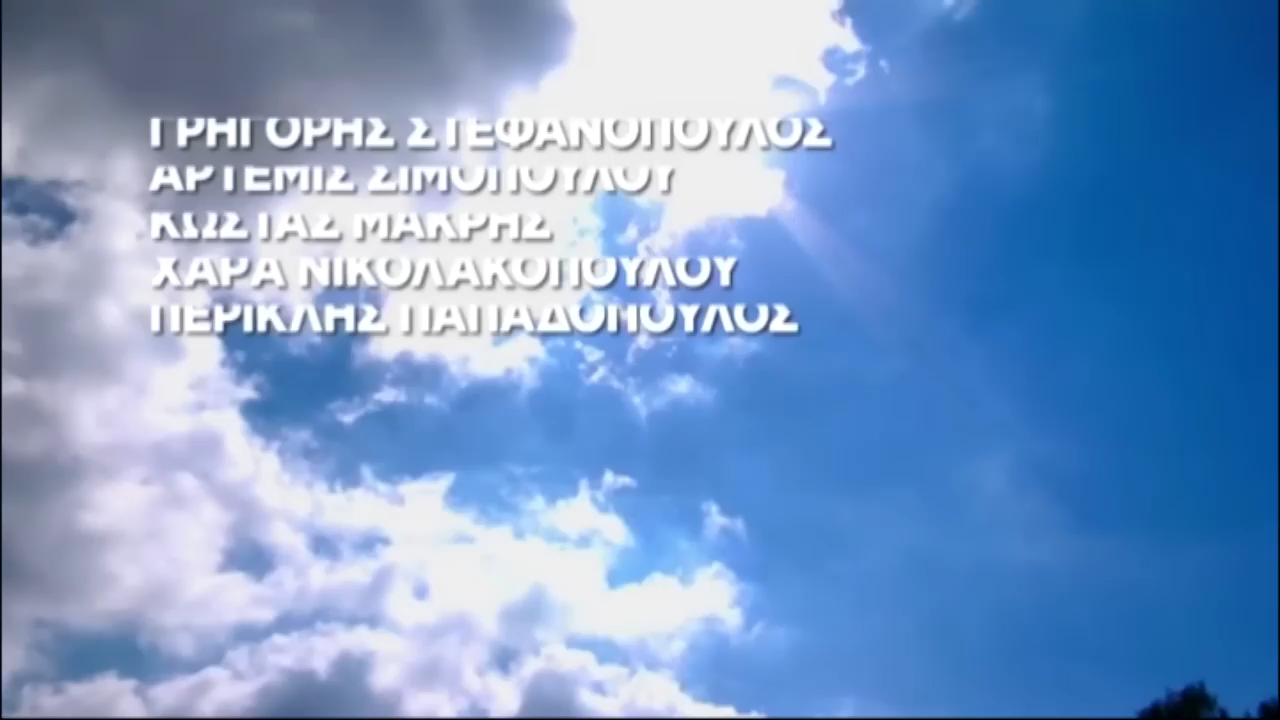 ΓΡΗΓΟΡΗΣ ΣΤΕΦΑΝΟΠΟΥΛΟΣ
ΑΡΤΕΜΙΣ ΣΙΜΟΠΟΥΛΟΥ
ΚΩΣΤΑΣ ΜΑΚΡΗΣ
ΧΑΡΑ ΝΙΚΟΛΑΚΟΠΟΥΛΟΥ
ΠΕΡΙΚΛΗΣ ΠΑΠΑΔΟΠΟΥΛΟΣ